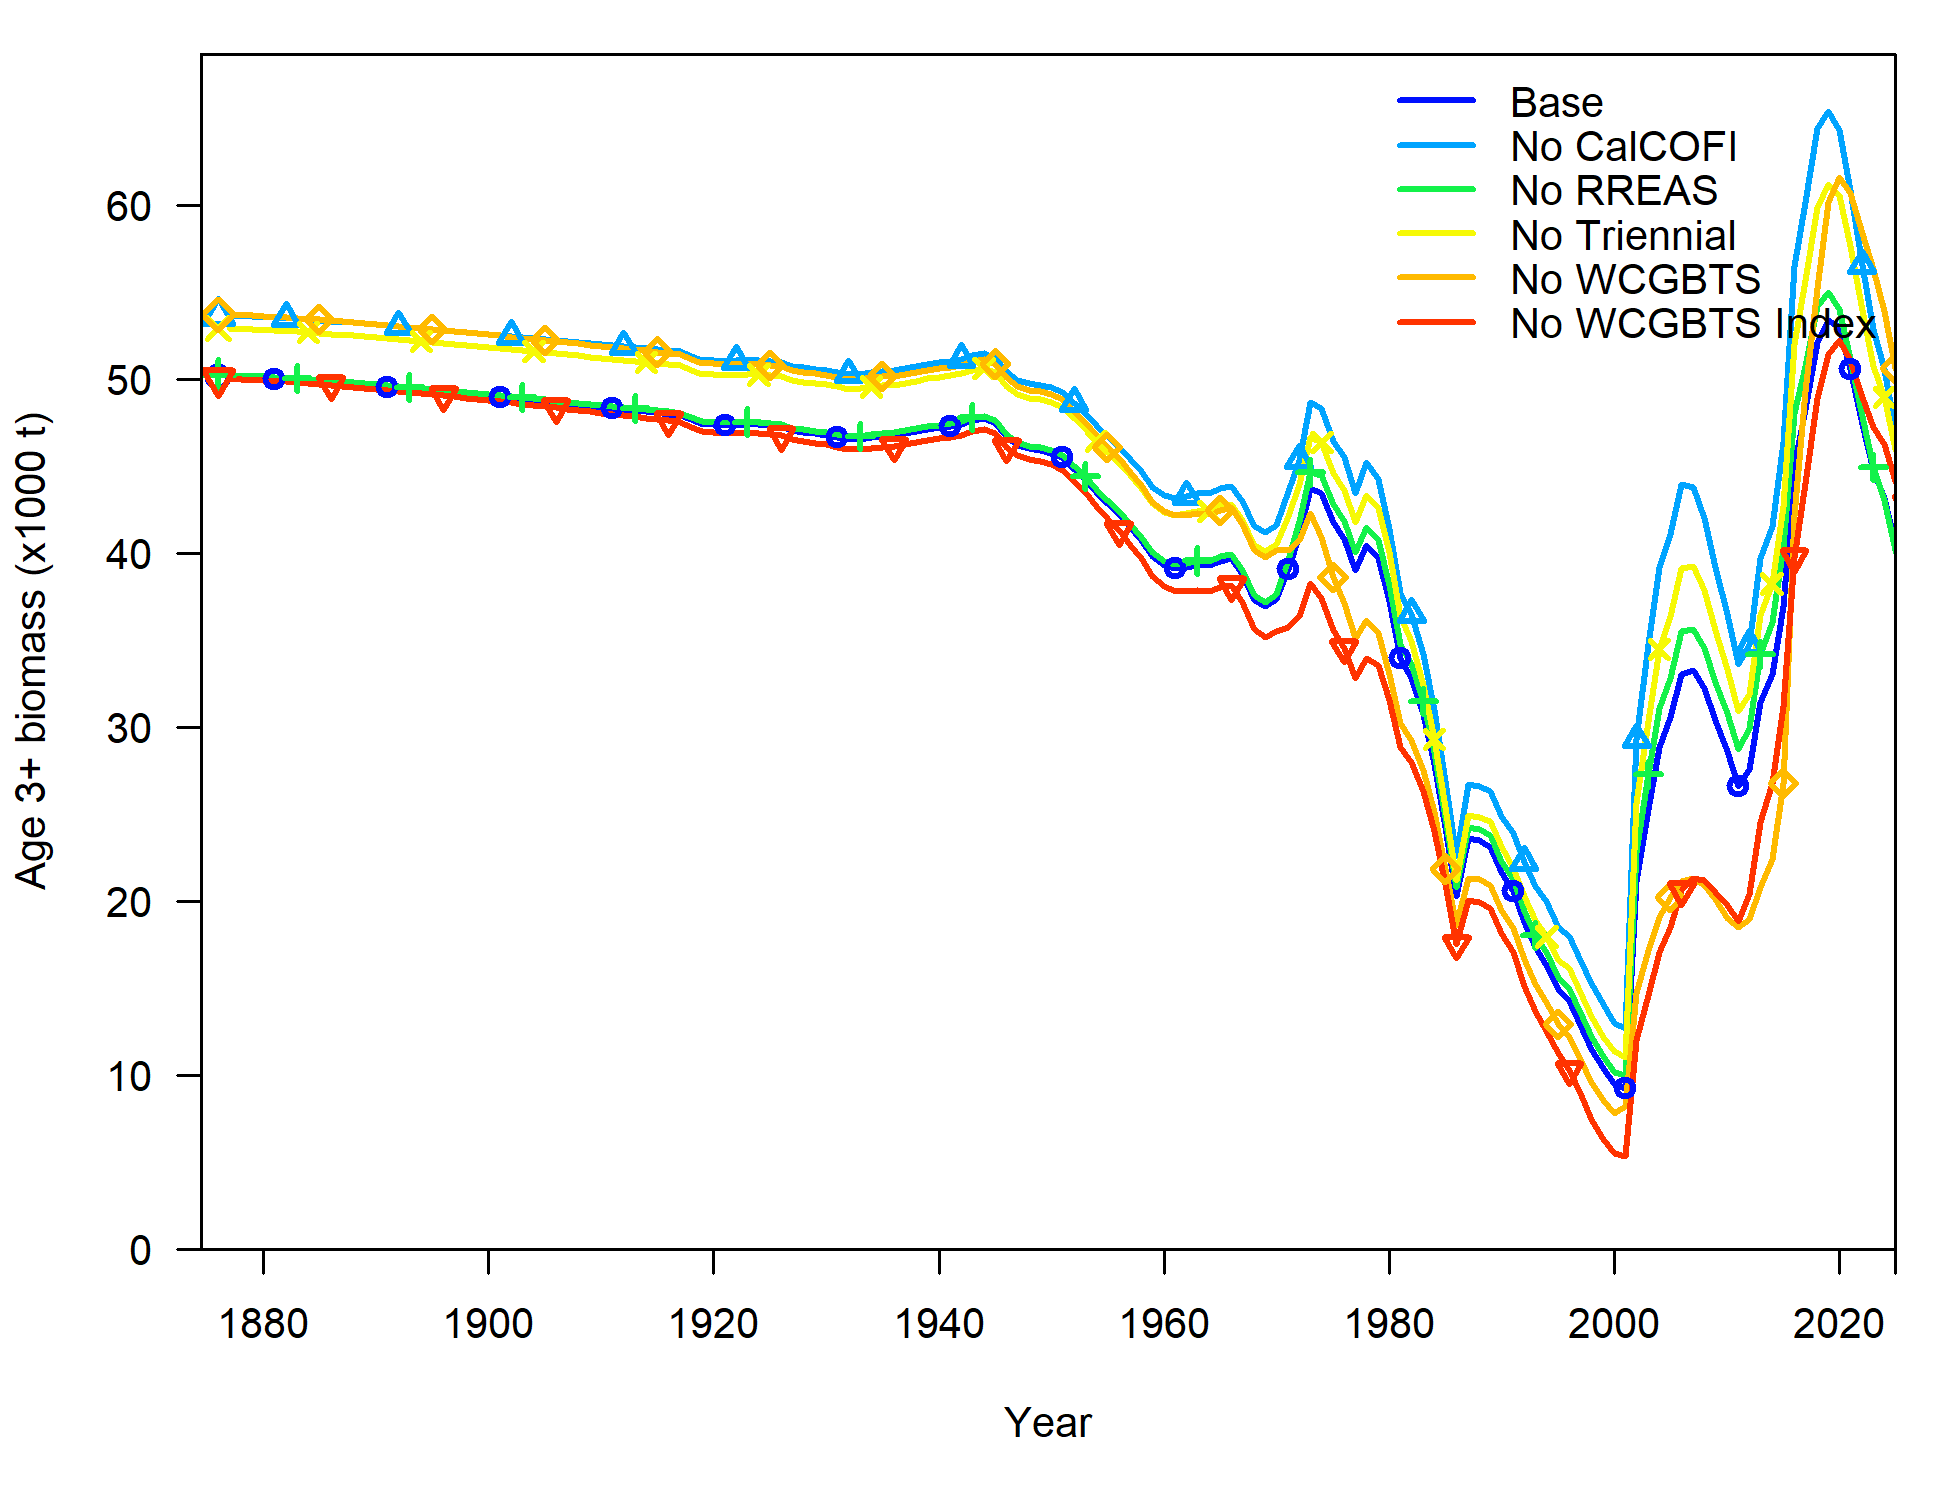 Base
No CalCOFI
No RREAS
No Triennial
No WCGBTS
No WCGBTS Index
Age 3+ biomass (x1000 t)
60
50
40
30
20
10
0
1880 1900 1920 1940 1960 1980 2000 2020
Year